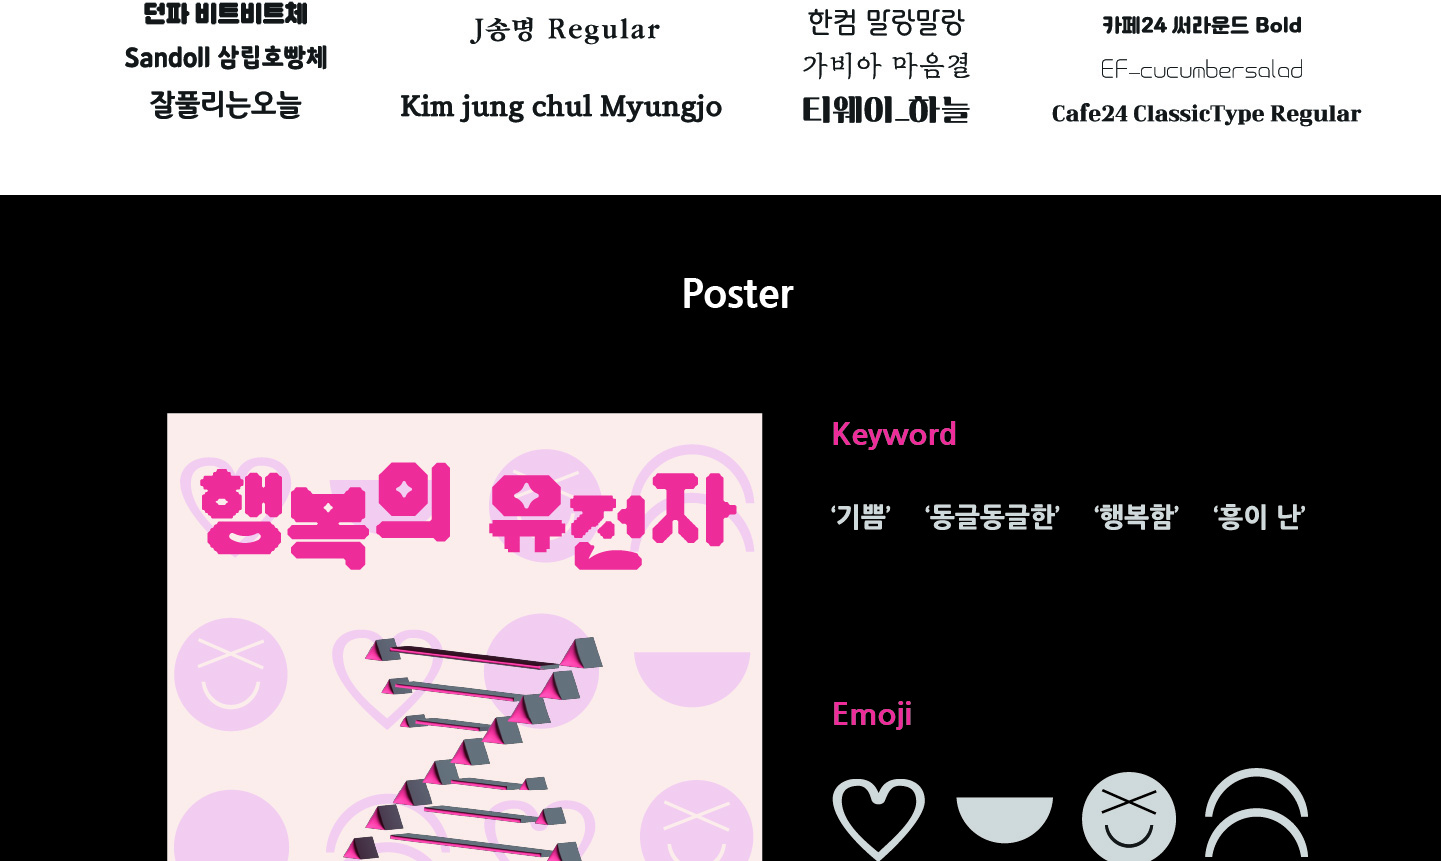 던파 비트비트체
Sandoll 삼립호빵체
잘풀리는오늘
J송명 Regular
Kim jung chul Myungjo
한컴 말랑말랑
가비아 마음결
티웨이_하늘
카페24 써라운드 Bold
EF-cucumbersalad
Cafe24 ClassicType Regular
Poster
행복의 유전자
Keyword
‘기쁨’ ‘동글동글한’ ‘행복함’ ‘흥이 난’
Emoji